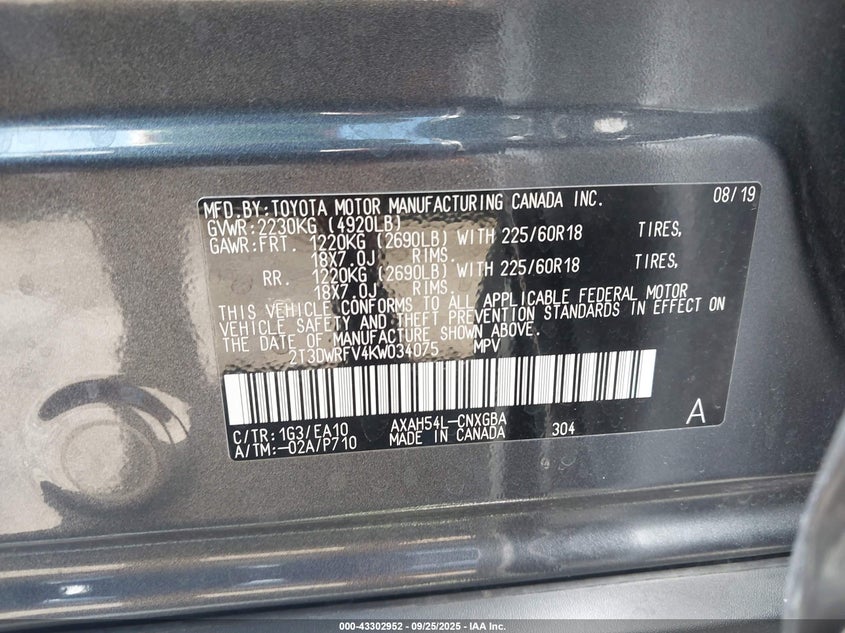 MFD.BY:TOYOTA MOTOR MANUFACTURING CANADA INC. 08/19
GVWR:2230KG (4920LB)
GAWR:FRT. 1220KG (2690LB) WITH 225/60R18 TIRES,
18X7.0J RIMS.
RR. 1220KG (2690LB) WITH 225/60R18 TIRES,
18X7.0J RIMS.
THIS VEHICLE CONFORMS TO ALL APPLICABLE FEDERAL MOTOR
VEHICLE SAFETY AND THEFT PREVENTION STANDARDS IN EFFECT ON
THE DATE OF MANUFACTURE SHOWN ABOVE.
2T3DWRFV4KW034075 MPV
C/TR:1G3/EA10 AXAH54L-CNXGBA A
A/TM:-02A/P710 MADE IN CANADA 304
000-43302952 - 09/25/2025 - IAA Inc.